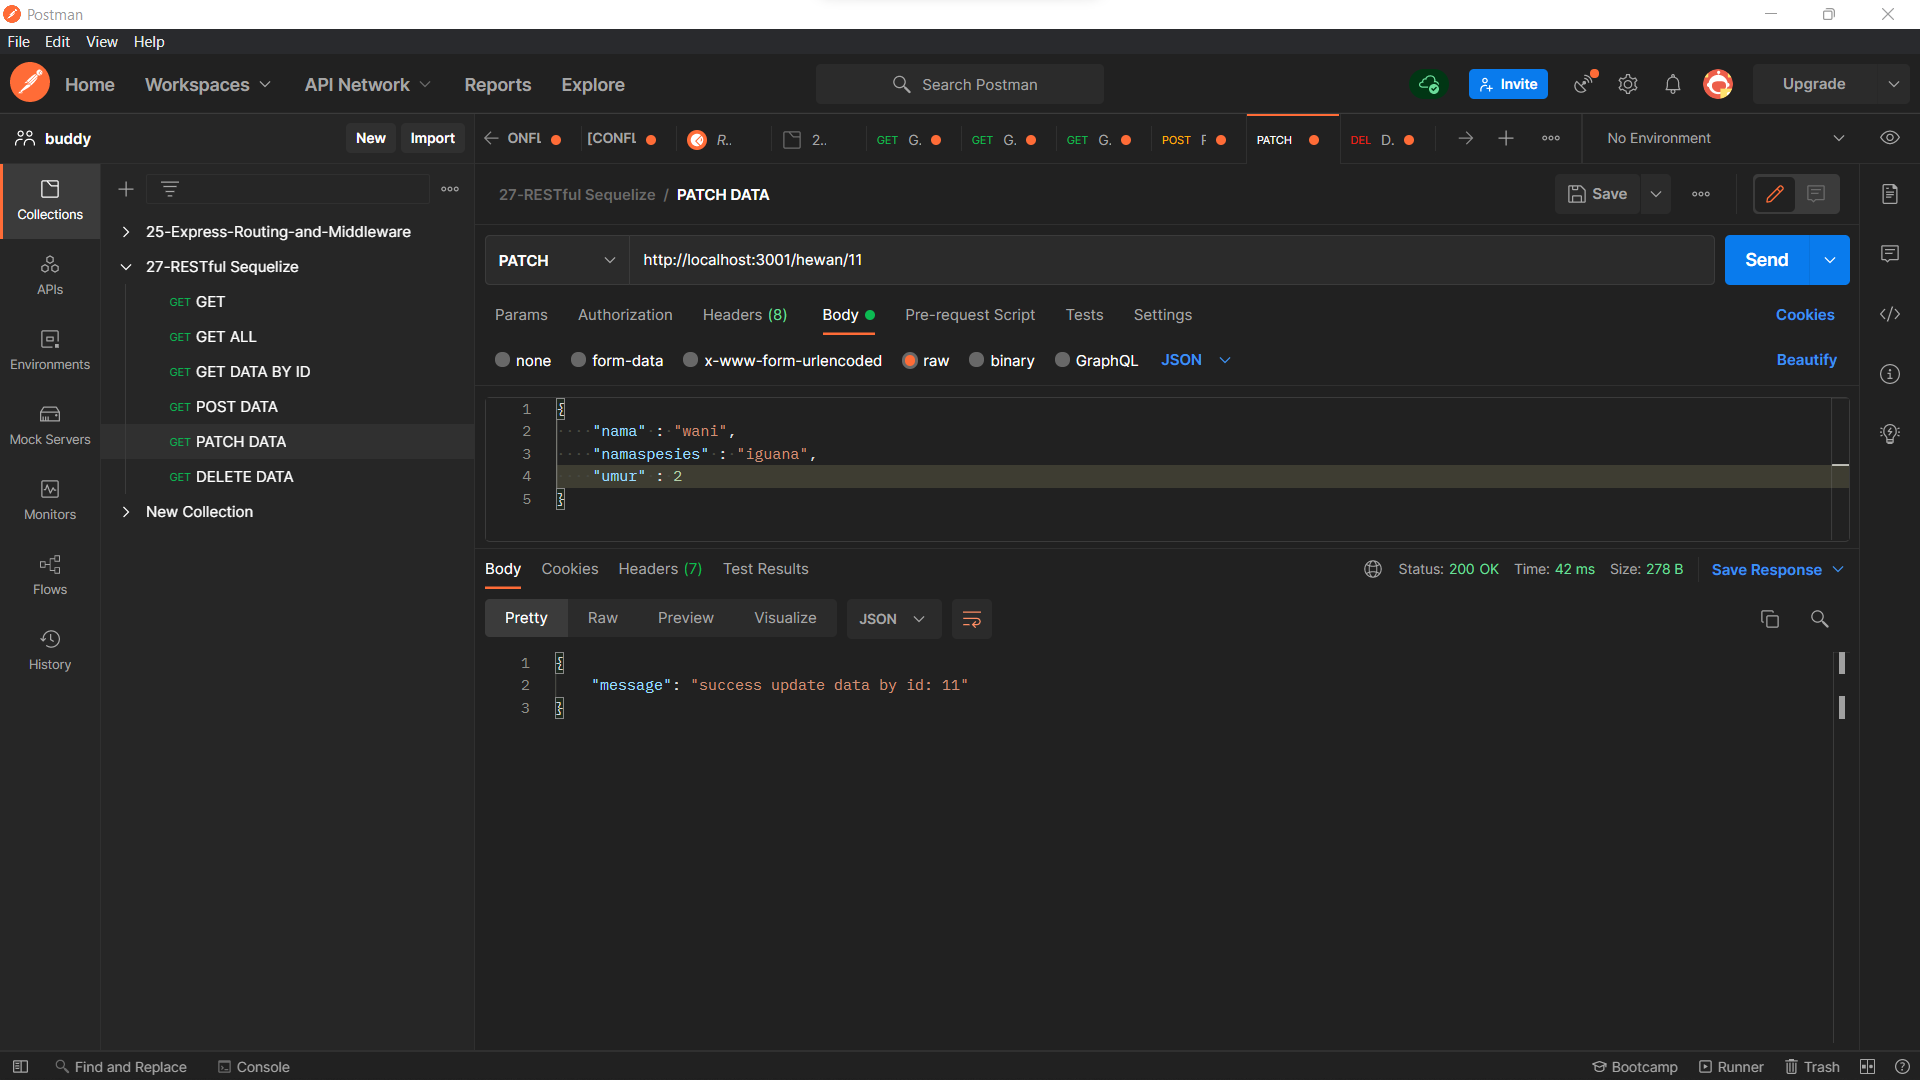 Postman
File Edit View Help
Home Workspaces API Network Reports Explore Search Postman Invite Upgrade
buddy New Import ONFL [CONFL R.. 2.. GET G. GET G. GET G. POST F PATCH DEL D. No Environment
Collections
APIs
Environments
Mock Servers
Monitors
Flows
History
25-Express-Routing-and-Middleware
27-RESTful Sequelize
GET GET
GET GET ALL
GET GET DATA BY ID
GET POST DATA
GET PATCH DATA
GET DELETE DATA
New Collection
27-RESTful Sequelize / PATCH DATA Save
PATCH http://localhost:3001/hewan/11 Send
Params Authorization Headers (8) Body Pre-request Script Tests Settings Cookies
none form-data x-www-form-urlencoded raw binary GraphQL JSON Beautify
1 {
2 "nama" : "wani",
3 "namaspesies" : "iguana",
4 "umur" : 2
5 }
Body Cookies Headers (7) Test Results Status: 200 OK Time: 42 ms Size: 278 B Save Response
Pretty Raw Preview Visualize JSON
1 {
2 "message": "success update data by id: 11"
3 }
Find and Replace Console Bootcamp Runner Trash